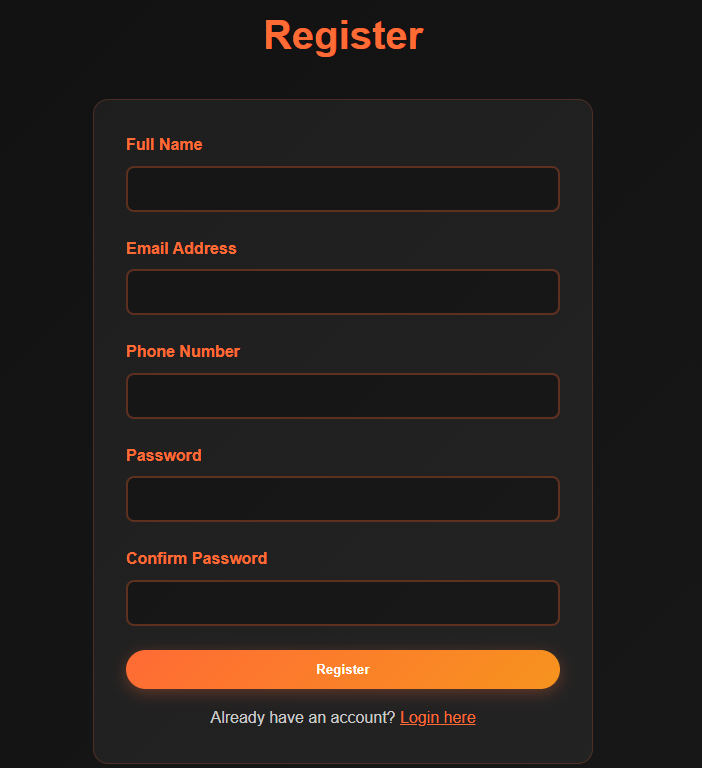 Register
Full Name
Email Address
Phone Number
Password
Confirm Password
Register
Already have an account? Login here